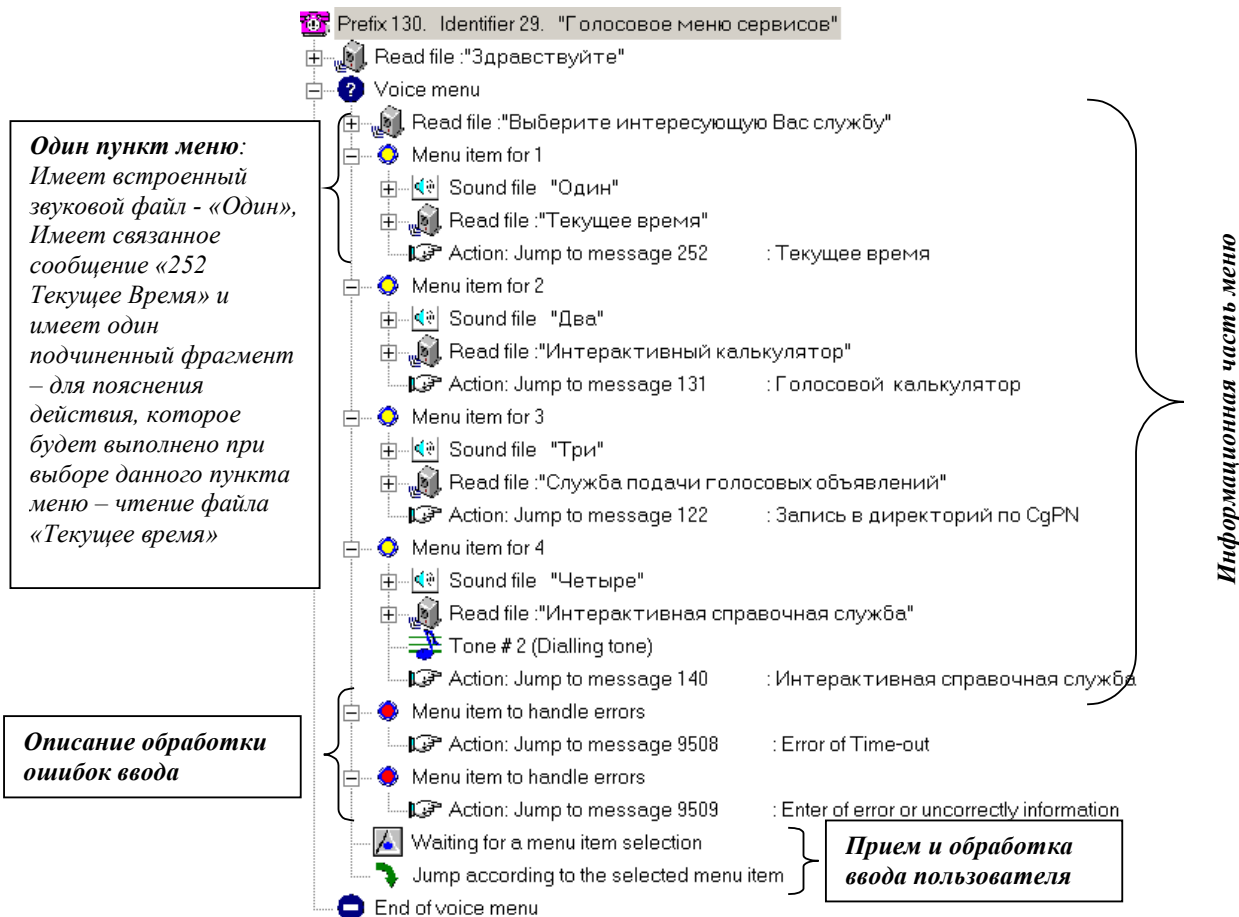 Prefix 130. Identifier 29. "Голосовое меню сервисов"
Read file :"Здравствуйте"
Voice menu
Read file :"Выберите интересующую Вас службу"
Menu item for 1
Sound file "Один"
Read file :"Текущее время"
Action: Jump to message 252 : Текущее время
Menu item for 2
Sound file "Два"
Read file :"Интерактивный калькулятор"
Action: Jump to message 131 : Голосовой калькулятор
Menu item for 3
Sound file "Три"
Read file :"Служба подачи голосовых объявлений"
Action: Jump to message 122 : Запись в директорий по CgPN
Menu item for 4
Sound file "Четыре"
Read file :"Интерактивная справочная служба"
Tone # 2 (Dialling tone)
Action: Jump to message 140 : Интерактивная справочная служба
Menu item to handle errors
Action: Jump to message 9508 : Error of Time-out
Menu item to handle errors
Action: Jump to message 9509 : Enter of error or uncorrectly information
Waiting for a menu item selection
Jump according to the selected menu item
End of voice menu
Один пункт меню:
Имеет встроенный
звуковой файл - «Один»,
Имеет связанное
сообщение «252
Текущее Время» и
имеет один
подчиненный фрагмент
– для пояснения
действия, которое
будет выполнено при
выборе данного пункта
меню – чтение файла
«Текущее время»
Описание обработки
ошибок ввода
Прием и обработка
ввода пользователя
Информационная часть меню